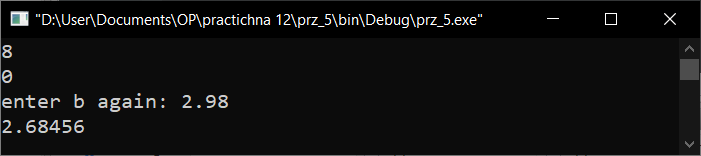 "D:\User\Documents\OP\practichna 12\prz_5\bin\Debug\prz_5.exe"
8
0
enter b again: 2.98
2.68456